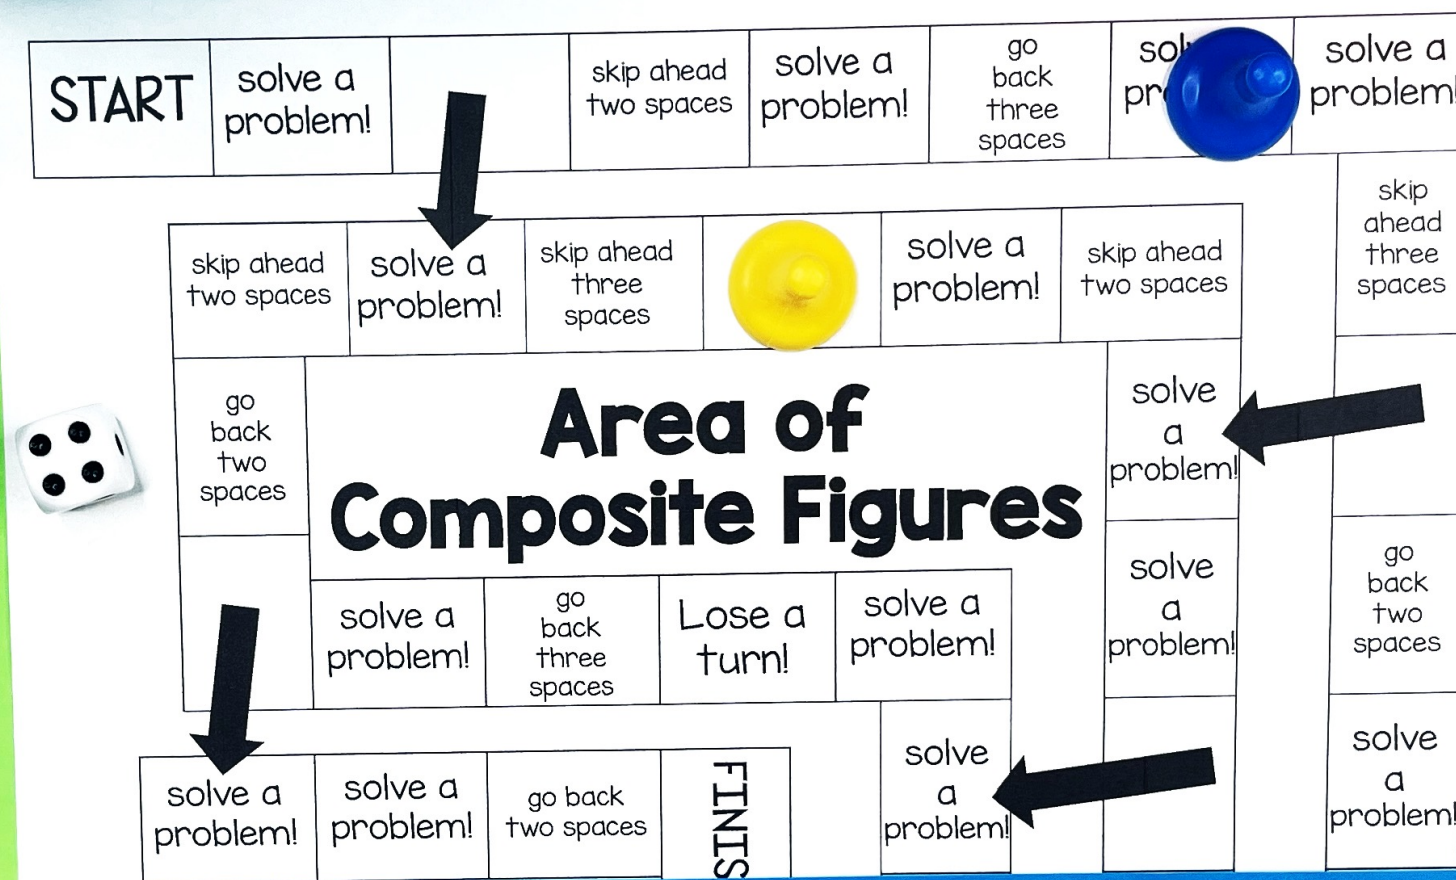 START
solve a
problem!
skip ahead
two spaces
solve a
problem!
go
back
three
spaces
solve a
problem!
skip ahead
two spaces
solve a
problem!
skip ahead
three
spaces
solve a
problem!
skip ahead
two spaces
skip
ahead
three
spaces
go
back
two
spaces
Area of
Composite Figures
solve
a
problem!
solve
a
problem!
go
back
two
spaces
solve a
problem!
go
back
three
spaces
Lose a
turn!
solve a
problem!
solve
a
problem!
solve
a
problem!
solve a
problem!
solve a
problem!
go back
two spaces
FINIS